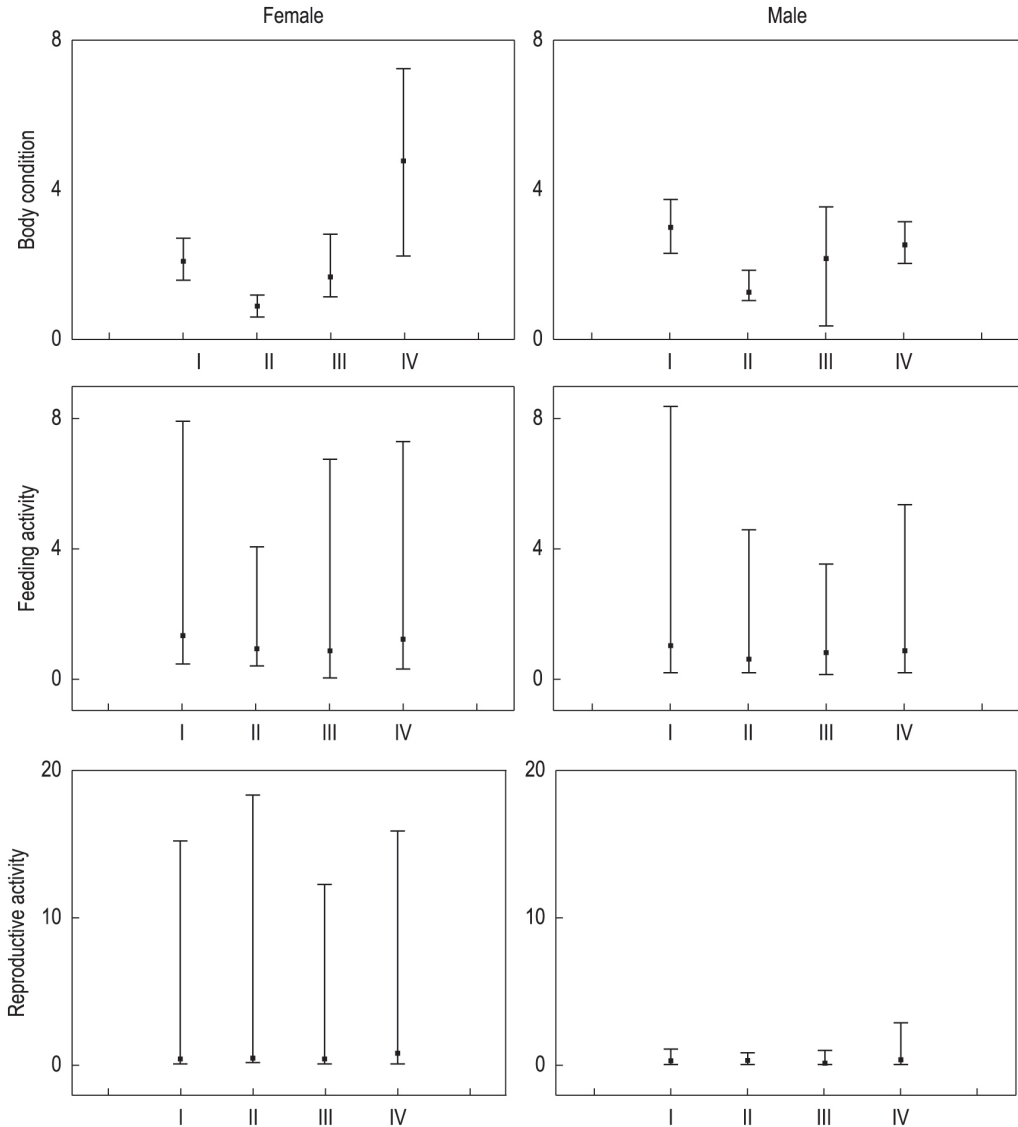 Female Male
8 8
Body condition
4 4
0 0
I II III IV I II III IV
8 8
Feeding activity
4 4
0 0
I II III IV I II III IV
20 20
Reproductive activity
10 10
0 0
I II III IV I II III IV